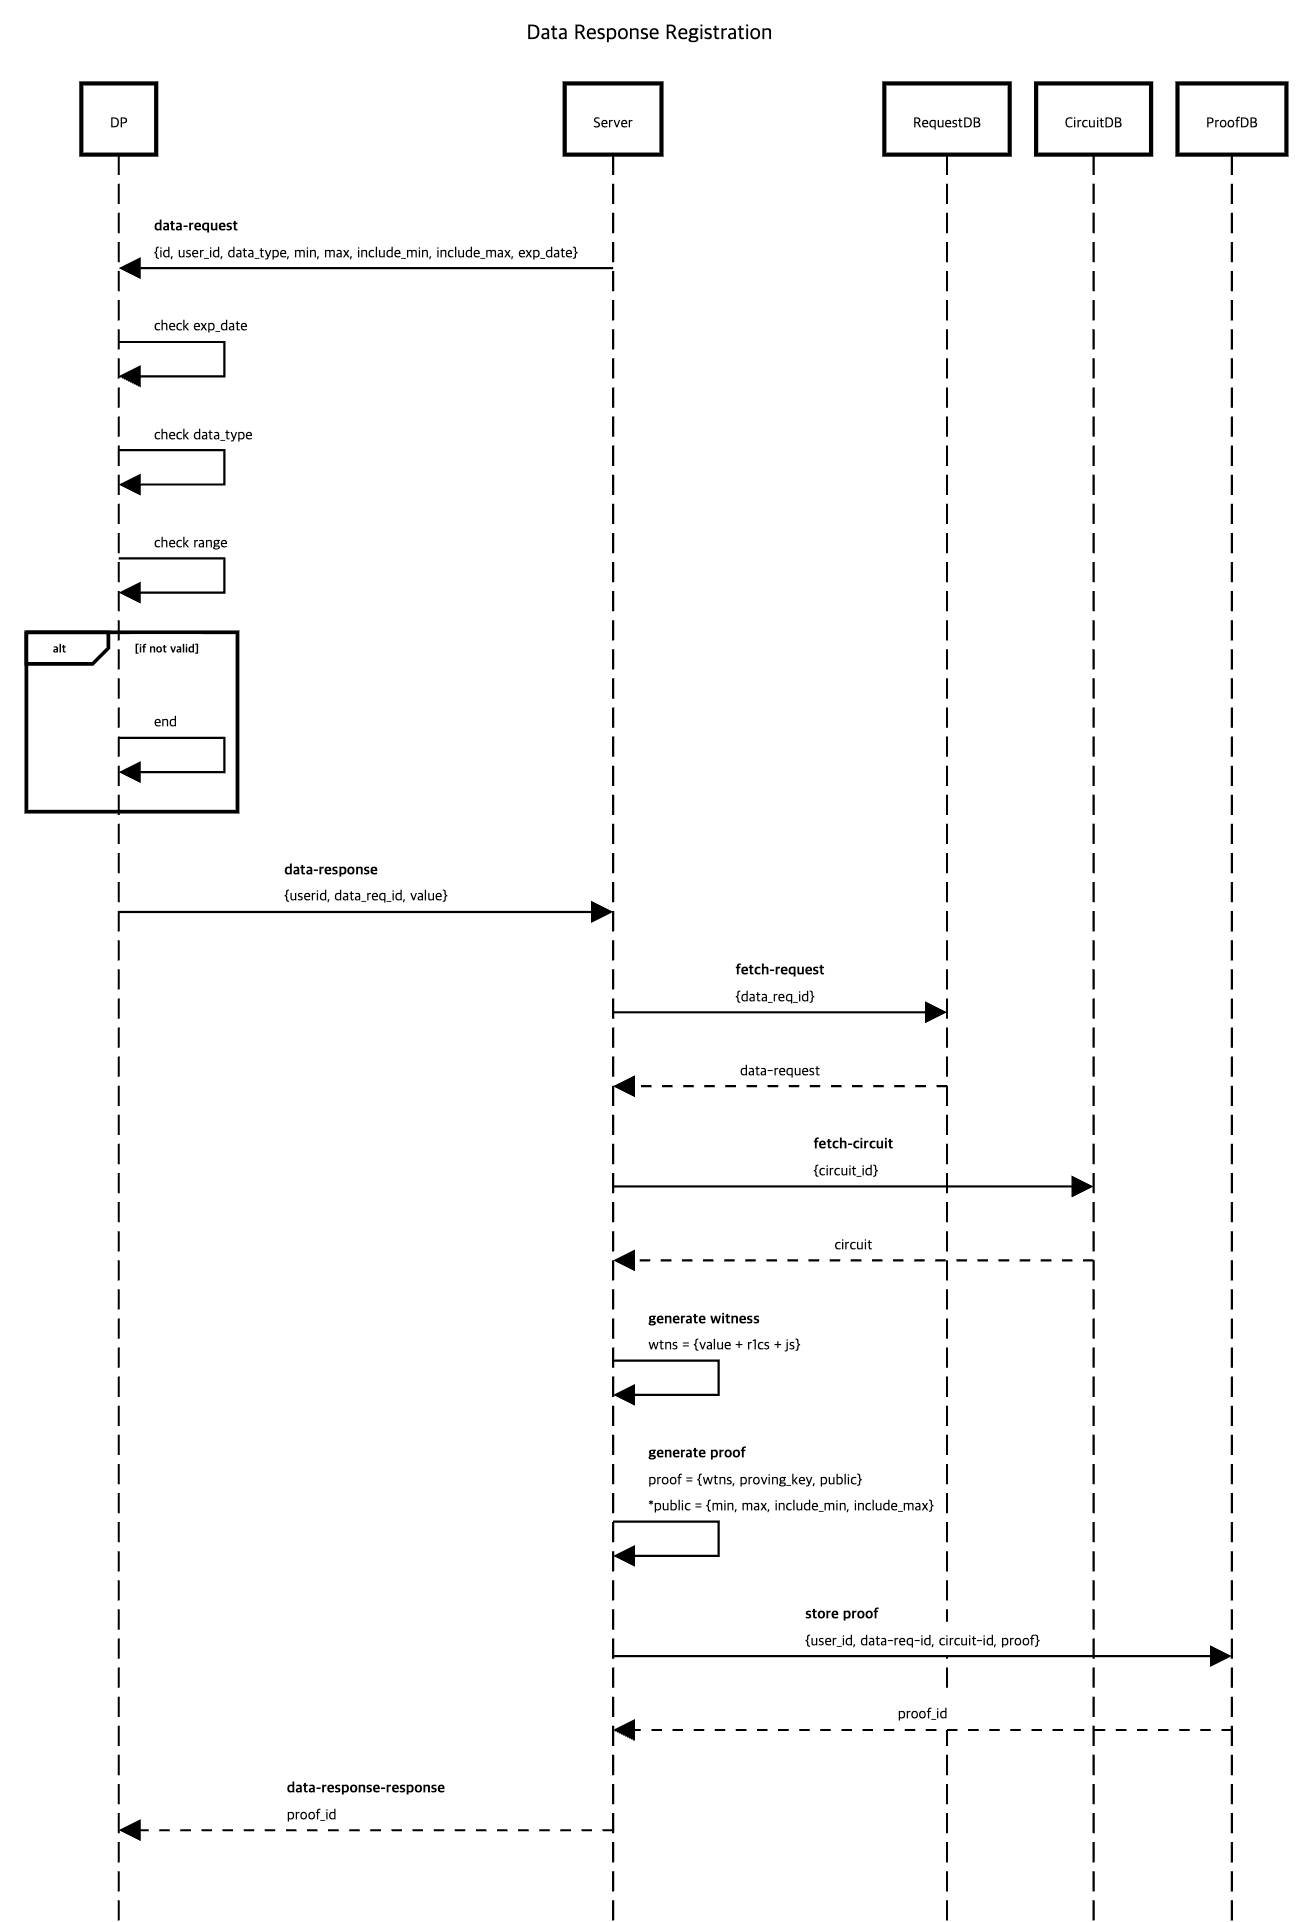 Data Response Registration
DP
Server
RequestDB
CircuitDB
ProofDB
data-request
{id, user_id, data_type, min, max, include_min, include_max, exp_date}
check exp_date
check data_type
check range
alt
[if not valid]
end
data-response
{userid, data_req_id, value}
fetch-request
{data_req_id}
data-request
fetch-circuit
{circuit_id}
circuit
generate witness
wtns = {value + r1cs + js}
generate proof
proof = {wtns, proving_key, public}
*public = {min, max, include_min, include_max}
store proof
{user_id, data-req-id, circuit-id, proof}
proof_id
data-response-response
proof_id